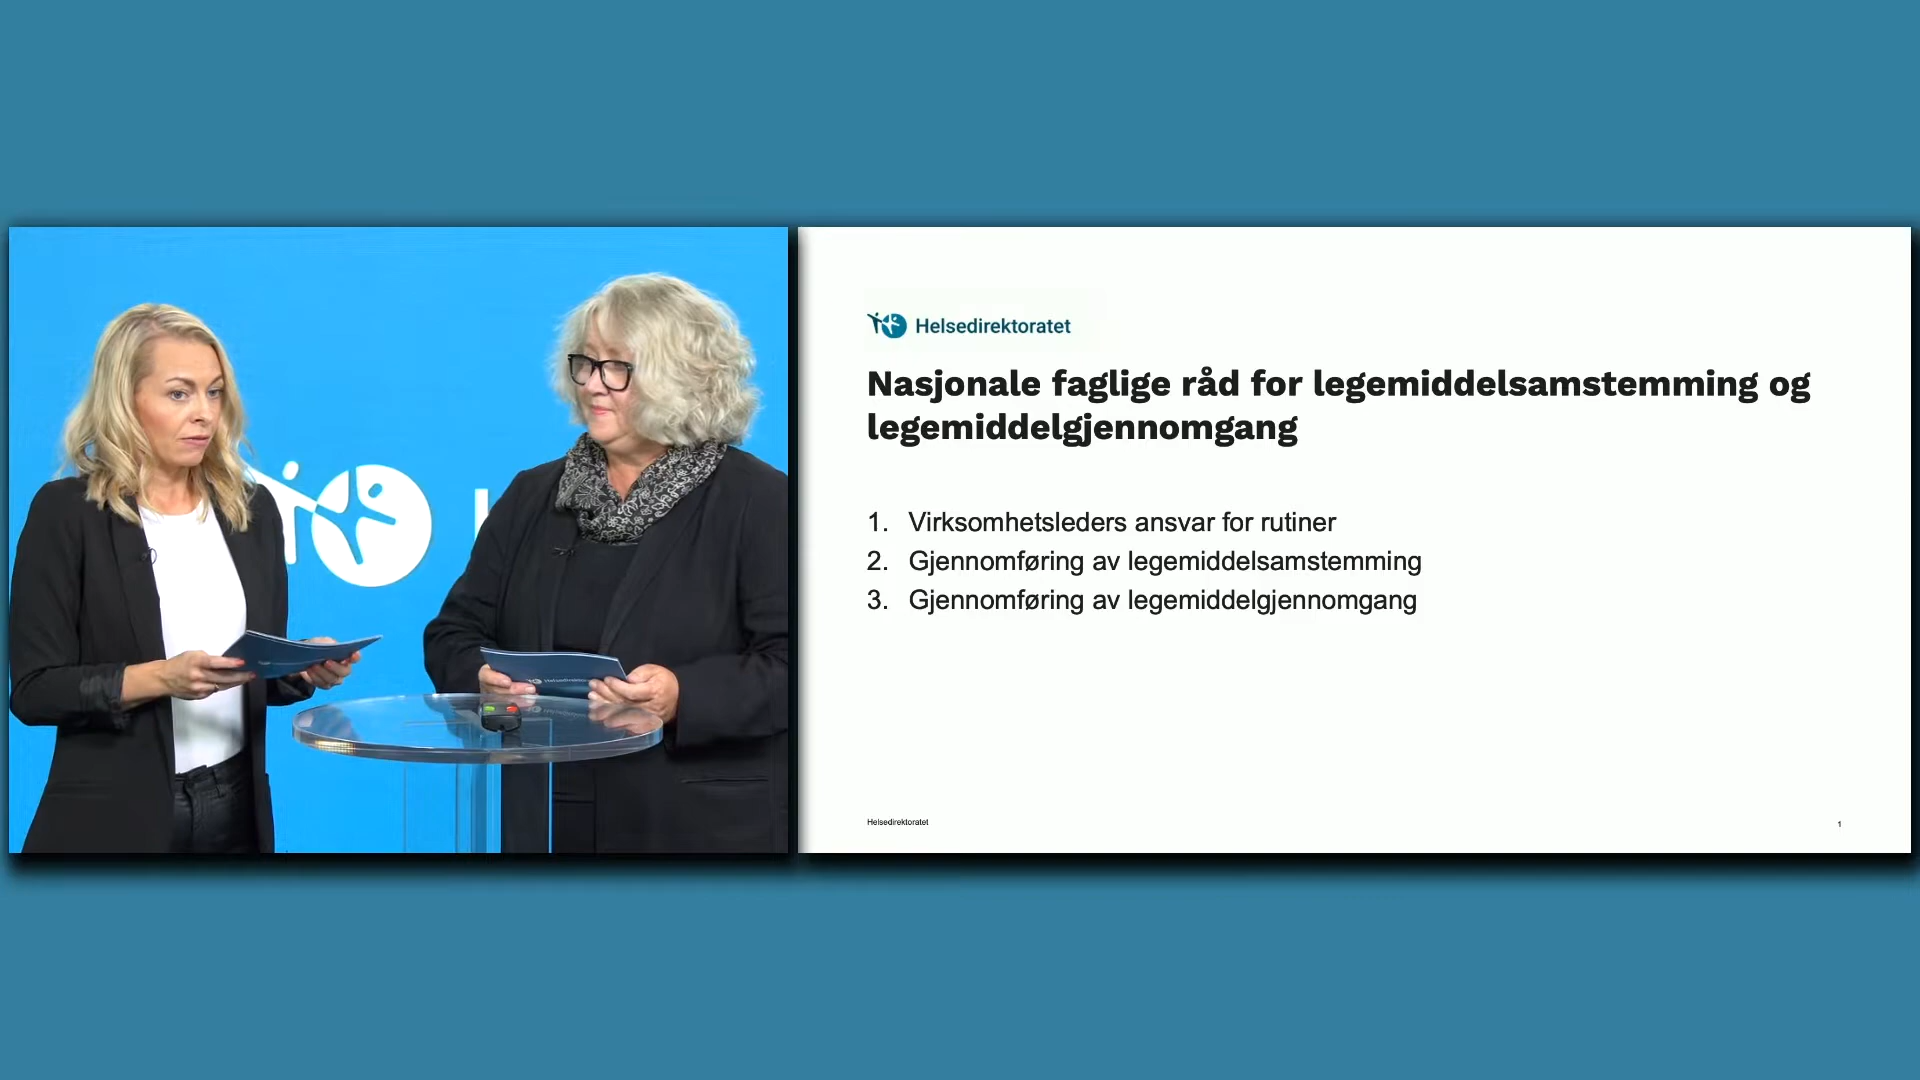 Helsedirektoratet
Nasjonale faglige råd for legemiddelsamstemming og
legemiddelgjennomgang
1. Virksomhetsleders ansvar for rutiner
2. Gjennomføring av legemiddelsamstemming
3. Gjennomføring av legemiddelgjennomgang
Helsedirektoratet
1